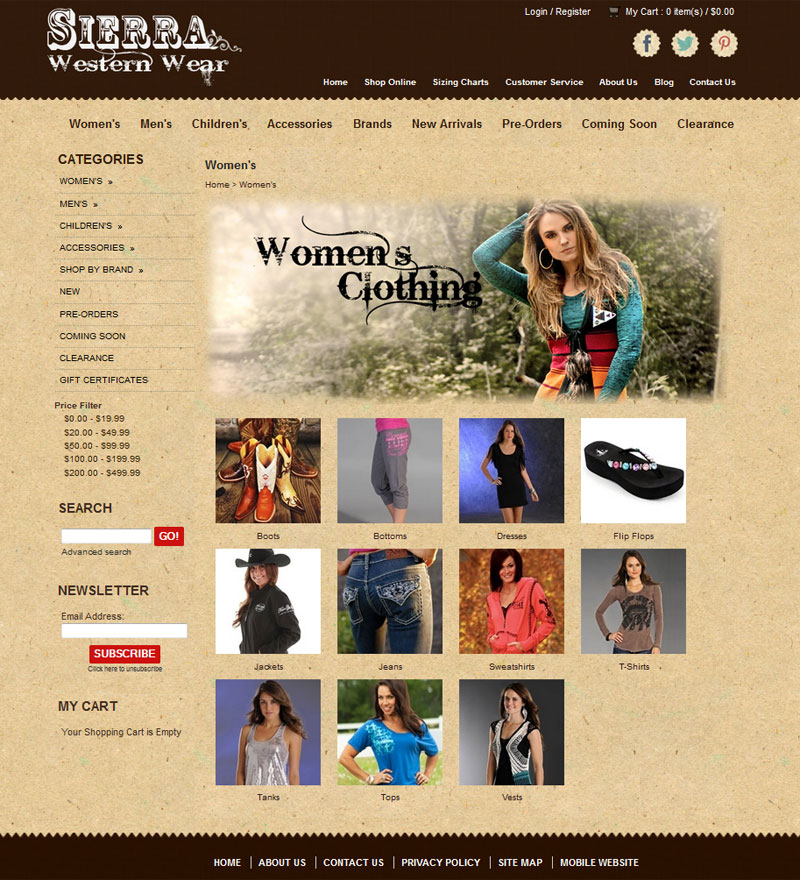 Sierra
Western Wear
Login / Register
My Cart : 0 item(s) / $0.00
Home Shop Online Sizing Charts Customer Service About Us Blog Contact Us
Women's Men's Children's Accessories Brands New Arrivals Pre-Orders Coming Soon Clearance
CATEGORIES
WOMEN'S »
MEN'S »
CHILDREN'S »
ACCESSORIES »
SHOP BY BRAND »
NEW
PRE-ORDERS
COMING SOON
CLEARANCE
GIFT CERTIFICATES
Price Filter
$0.00 - $19.99
$20.00 - $49.99
$50.00 - $99.99
$100.00 - $199.99
$200.00 - $499.99
SEARCH
GO!
Advanced search
NEWSLETTER
Email Address:
SUBSCRIBE
Click here to unsubscribe
MY CART
Your Shopping Cart is Empty
Women's
Home > Women's
Women's
Clothing
Boots Bottoms Dresses Flip Flops
Jackets Jeans Sweatshirts T-Shirts
Tanks Tops Vests
HOME ABOUT US CONTACT US PRIVACY POLICY SITE MAP MOBILE WEBSITE